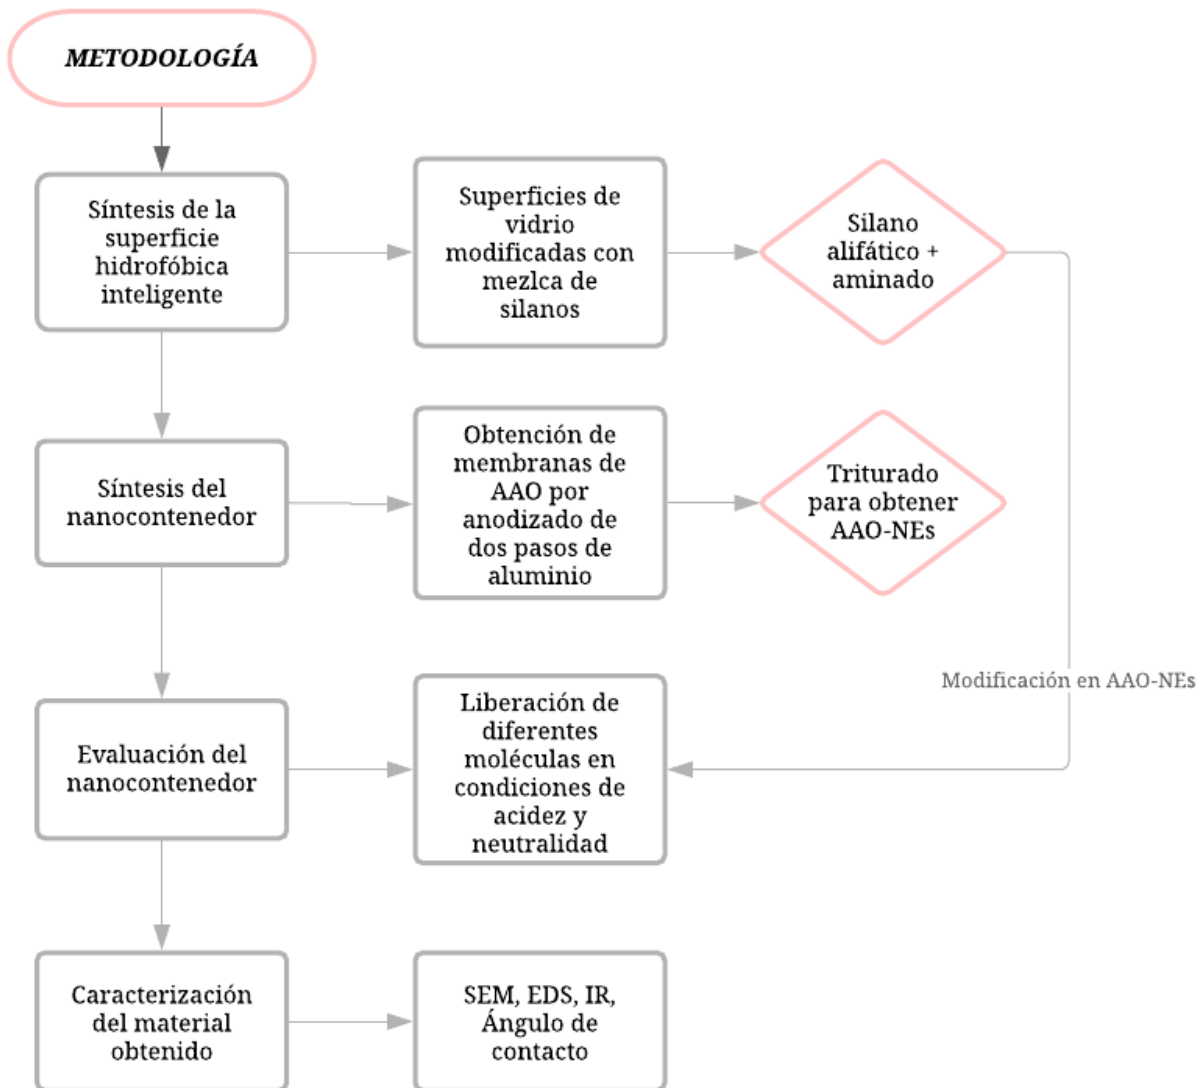 METODOLOGÍA
Síntesis de la
superficie
hidrofóbica
inteligente
Superficies de
vidrio
modificadas con
mezlca de
silanos
Silano
alifático +
aminado
Síntesis del
nanocontenedor
Obtención de
membranas de
AAO por
anodizado de
dos pasos de
aluminio
Triturado
para obtener
AAO-NEs
Modificación en AAO-NEs
Evaluación del
nanocontenedor
Liberación de
diferentes
moléculas en
condiciones de
acidez y
neutralidad
Caracterización
del material
obtenido
SEM, EDS, IR,
Ángulo de
contacto